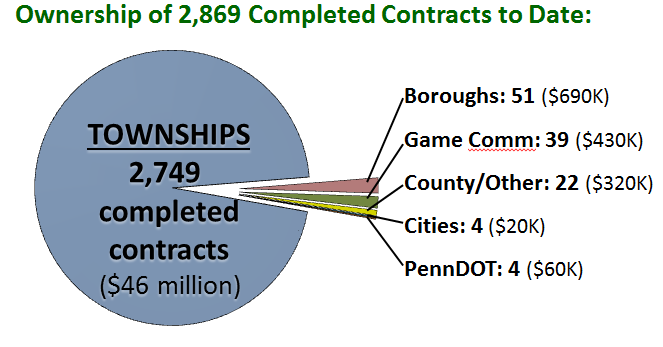 Ownership of 2,869 Completed Contracts to Date:
TOWNSHIPS
2,749
completed
contracts
($46 million)
Boroughs: 51 ($690K)
Game Comm: 39 ($430K)
County/Other: 22 ($320K)
Cities: 4 ($20K)
PennDOT: 4 ($60K)